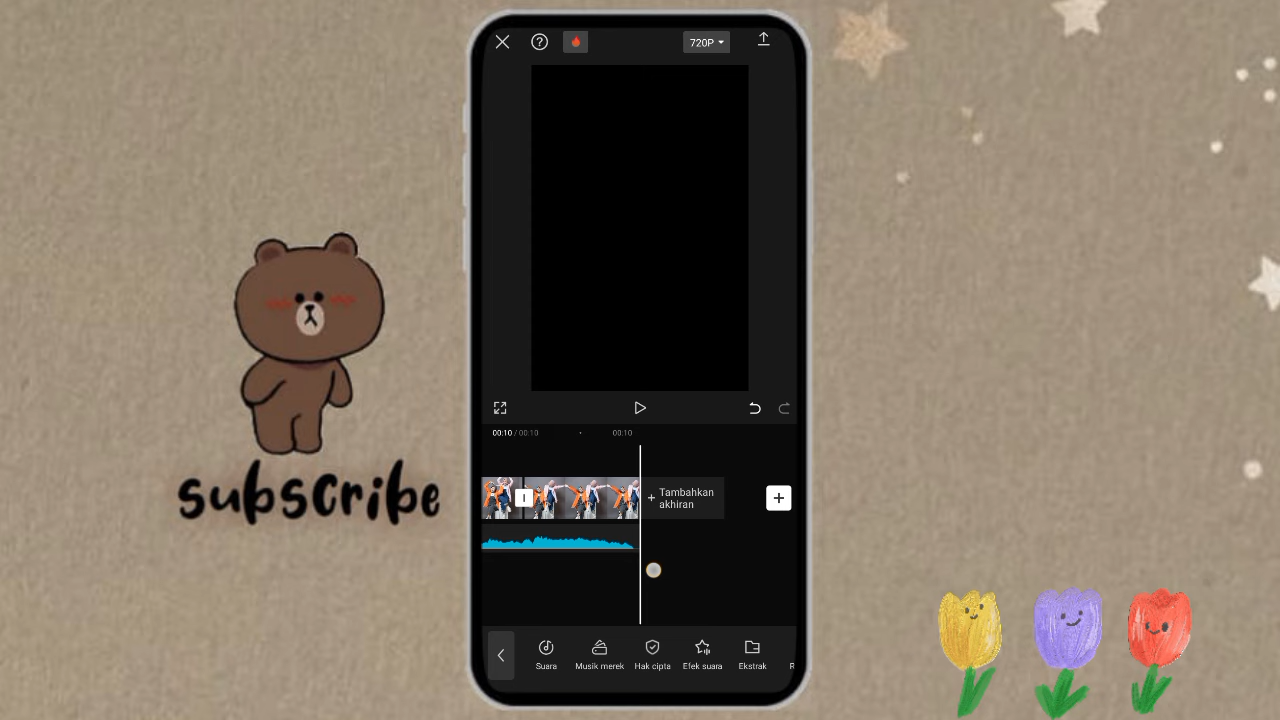 720P
00:10 / 00:10
00:10
+ Tambahkan
akhiran
subscribe
Suara
Musik merek
Hak cipta
Efek suara
Ekstrak